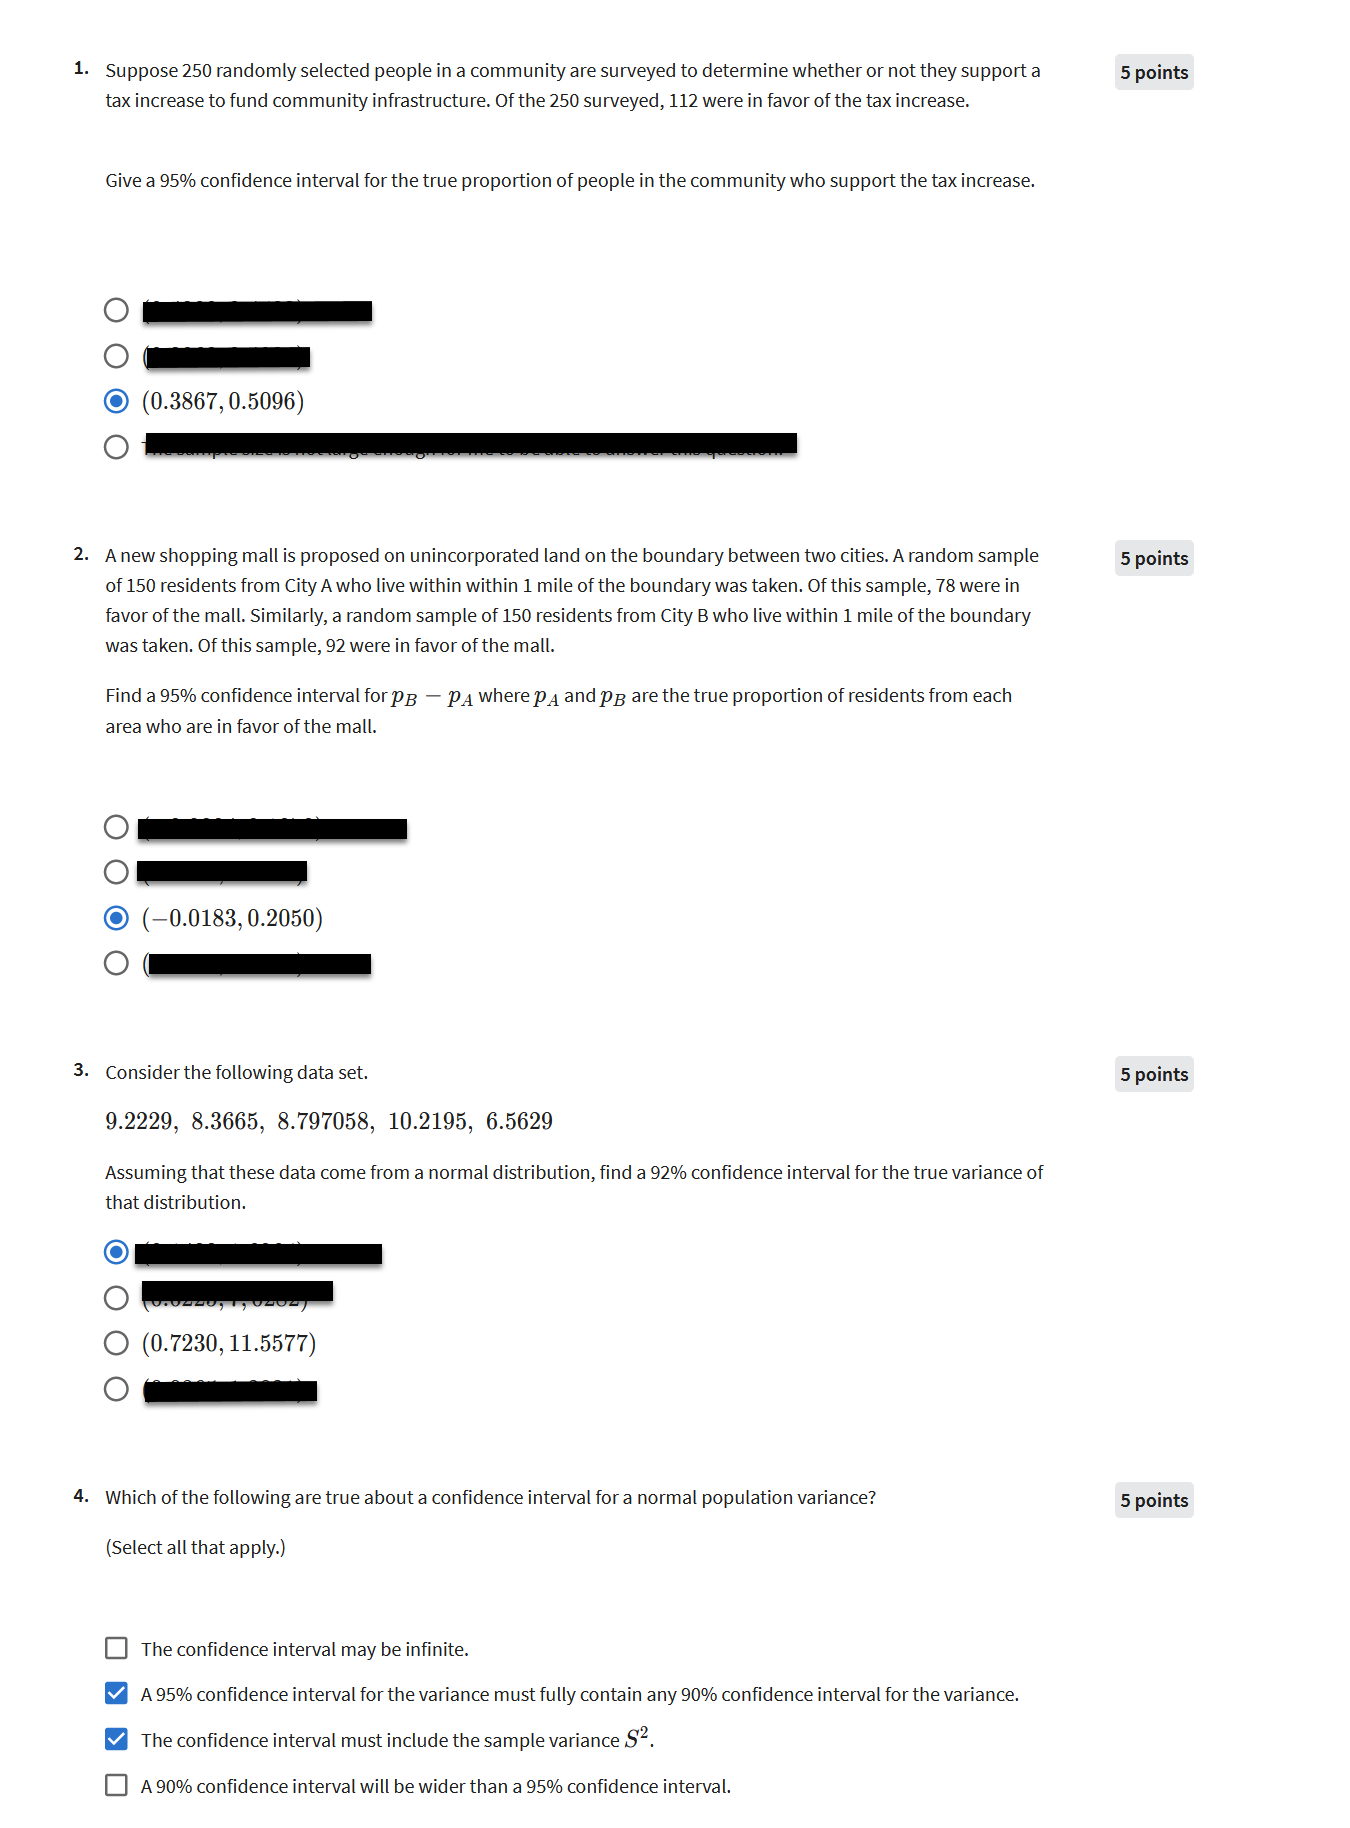 1. Suppose 250 randomly selected people in a community are surveyed to determine whether or not they support a
5 points
tax increase to fund community infrastructure. Of the 250 surveyed, 112 were in favor of the tax increase.
Give a 95% confidence interval for the true proportion of people in the community who support the tax increase.
(0.3867, 0.5096)
2. A new shopping mall is proposed on unincorporated land on the boundary between two cities. A random sample
5 points
of 150 residents from City A who live within within 1 mile of the boundary was taken. Of this sample, 78 were in
favor of the mall. Similarly, a random sample of 150 residents from City B who live within 1 mile of the boundary
was taken. Of this sample, 92 were in favor of the mall.
Find a 95% confidence interval for p_B − p_A where p_A and p_B are the true proportion of residents from each
area who are in favor of the mall.
(−0.0183, 0.2050)
3. Consider the following data set.
5 points
9.2229, 8.3665, 8.797058, 10.2195, 6.5629
Assuming that these data come from a normal distribution, find a 92% confidence interval for the true variance of
that distribution.
(0.7230, 11.5577)
4. Which of the following are true about a confidence interval for a normal population variance?
5 points
(Select all that apply.)
The confidence interval may be infinite.
A 95% confidence interval for the variance must fully contain any 90% confidence interval for the variance.
The confidence interval must include the sample variance S².
A 90% confidence interval will be wider than a 95% confidence interval.